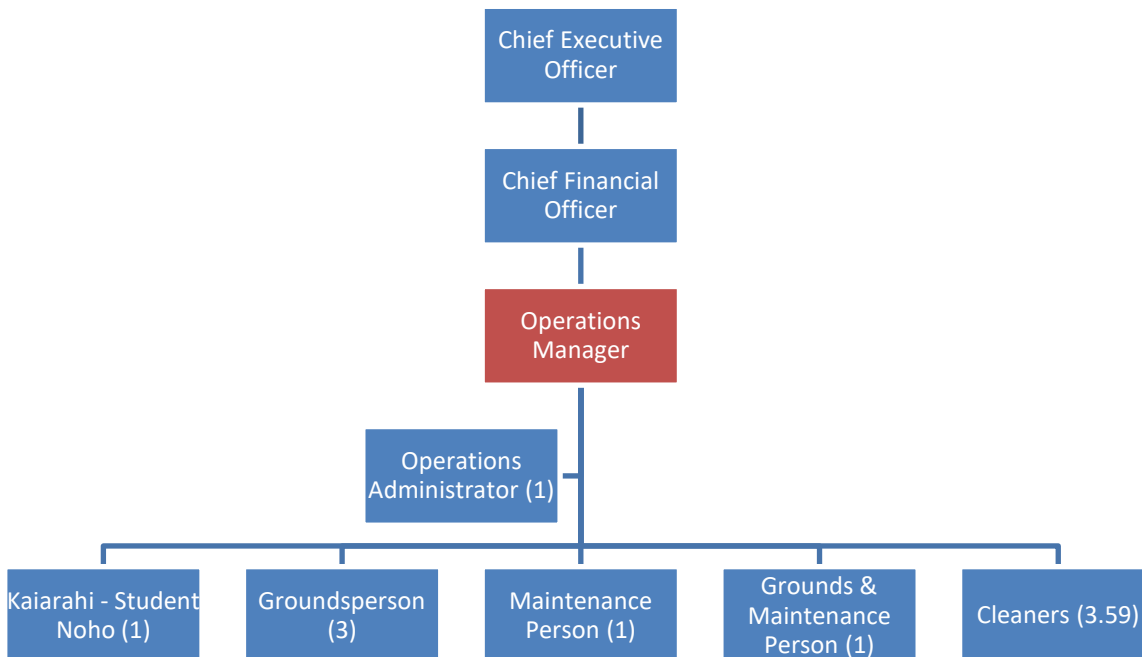 Chief Executive
Officer
Chief Financial
Officer
Operations
Manager
Operations
Administrator (1)
Kaiarahi - Student
Noho (1)
Groundsperson
(3)
Maintenance
Person (1)
Grounds &
Maintenance
Person (1)
Cleaners (3.59)